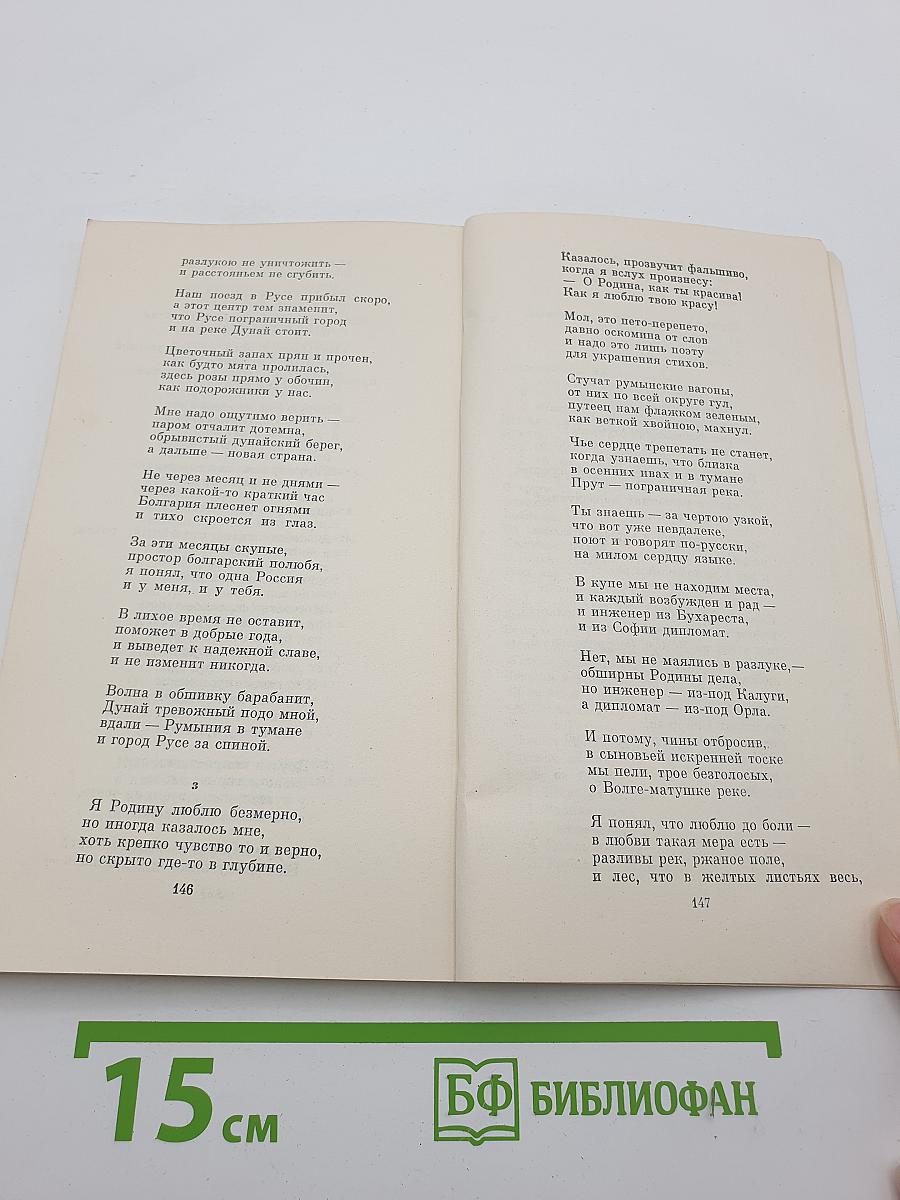 разлукою не уничтожить —
и расстояньем не сгубить.
Наш поезд в Русе прибыл скоро,
а этот центр тем знаменит,
что Русе пограничный город
и на реке Дунай стоит.
Цветочный запах прян и прочен,
как будто мята пролилась,
здесь розы прямо у обочин,
как подорожники у нас.
Мне надо ощутимо верить —
паром отчалит дотемна,
обрывистый дунайский берег,
а дальше — новая страна.
Не через месяц и не днями —
через какой-то краткий час
Болгария плеснет огнями
и тихо скроется из глаз.
За эти месяцы скупые,
простор болгарский полюбя,
я понял, что одна Россия
и у меня, и у тебя.
В лихое время не оставит,
поможет в добрые года,
и выведет к надежной славе,
и не изменит никогда.
Волна в обшивку барабанит,
Дунай тревожный подо мной,
вдали — Румыния в тумане
и город Русе за спиной.
3
Я Родину люблю безмерно,
но иногда казалось мне,
хоть крепко чувство то и верно,
но скрыто где-то в глубине.
146
Казалось, прозвучит фальшиво,
когда я вслух произнесу:
— О Родина, как ты красива!
Как я люблю твою красу!
Мол, это пето-перепето,
давно оскомина от слов
и надо это лишь поэту
для украшения стихов.
Стучат румынские вагоны,
от них по всей округе гул,
путеец нам флажком зеленым,
как веткой хвойною, махнул.
Чье сердце трепетать не станет,
когда узнаешь, что близка
в осенних ивах и в тумане
Прут — пограничная река.
Ты знаешь — за чертою узкой,
что вот уже невдалеке,
поют и говорят по-русски,
на милом сердцу языке.
В купе мы не находим места,
и каждый возбужден и рад —
и инженер из Бухареста,
и из Софии дипломат.
Нет, мы не маялись в разлуке,—
обширны Родины дела,
но инженер — из-под Калуги,
а дипломат — из-под Орла.
И потому, чины отбросив,
в сыновьей искренней тоске
мы пели, трое безголосых,
о Волге-матушке реке.
Я понял, что люблю до боли —
в любви такая мера есть —
разливы рек, ржаное поле,
и лес, что в желтых листьях весь,
147
15 см
БФ БИБЛИОФАН